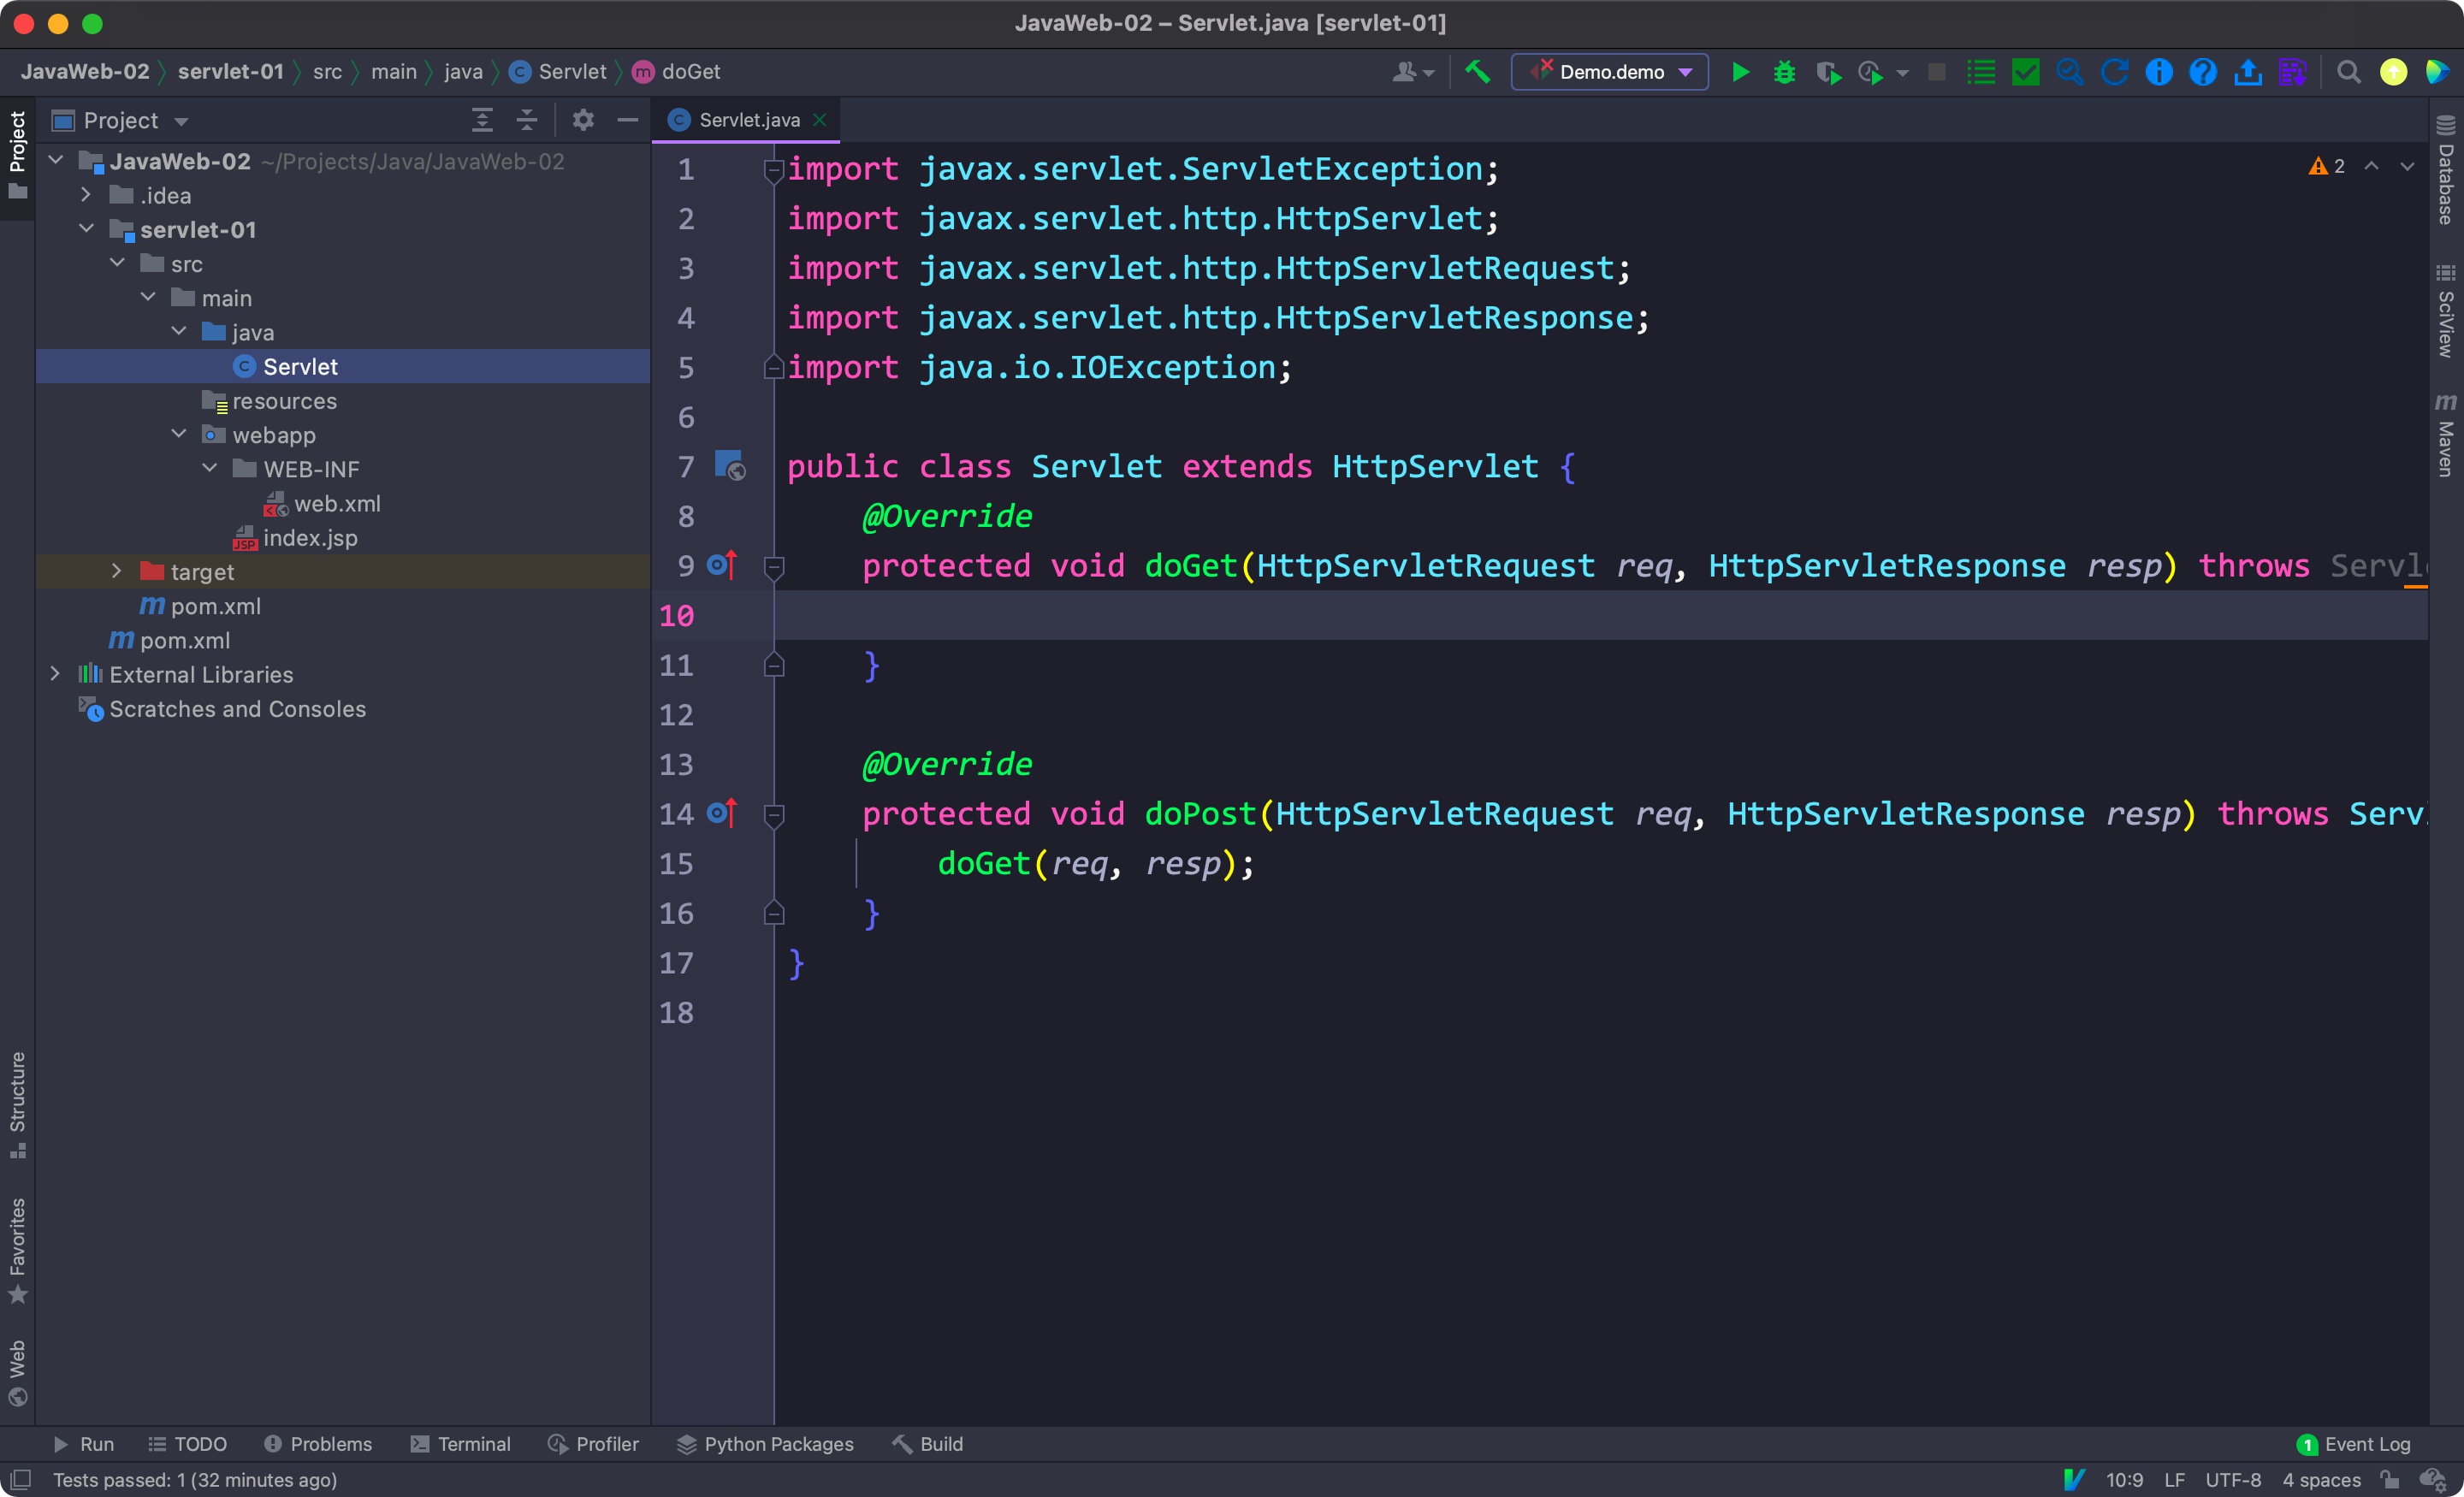 JavaWeb-02 – Servlet.java [servlet-01]
JavaWeb-02 servlet-01 src main java Servlet doGet
Demo.demo
Project
Servlet.java
Project
JavaWeb-02 ~/Projects/Java/JavaWeb-02
.idea
servlet-01
src
main
java
Servlet
resources
webapp
WEB-INF
web.xml
index.jsp
target
pom.xml
pom.xml
External Libraries
Scratches and Consoles
Structure
Favorites
Web
2
1 import javax.servlet.ServletException;
2 import javax.servlet.http.HttpServlet;
3 import javax.servlet.http.HttpServletRequest;
4 import javax.servlet.http.HttpServletResponse;
5 import java.io.IOException;
6
7 public class Servlet extends HttpServlet {
8 @Override
9 protected void doGet(HttpServletRequest req, HttpServletResponse resp) throws Servl
10
11 }
12
13 @Override
14 protected void doPost(HttpServletRequest req, HttpServletResponse resp) throws Serv
15 doGet(req, resp);
16 }
17 }
18
Database
SciView
Maven
Run TODO Problems Terminal Profiler Python Packages Build 1 Event Log
Tests passed: 1 (32 minutes ago) 10:9 LF UTF-8 4 spaces